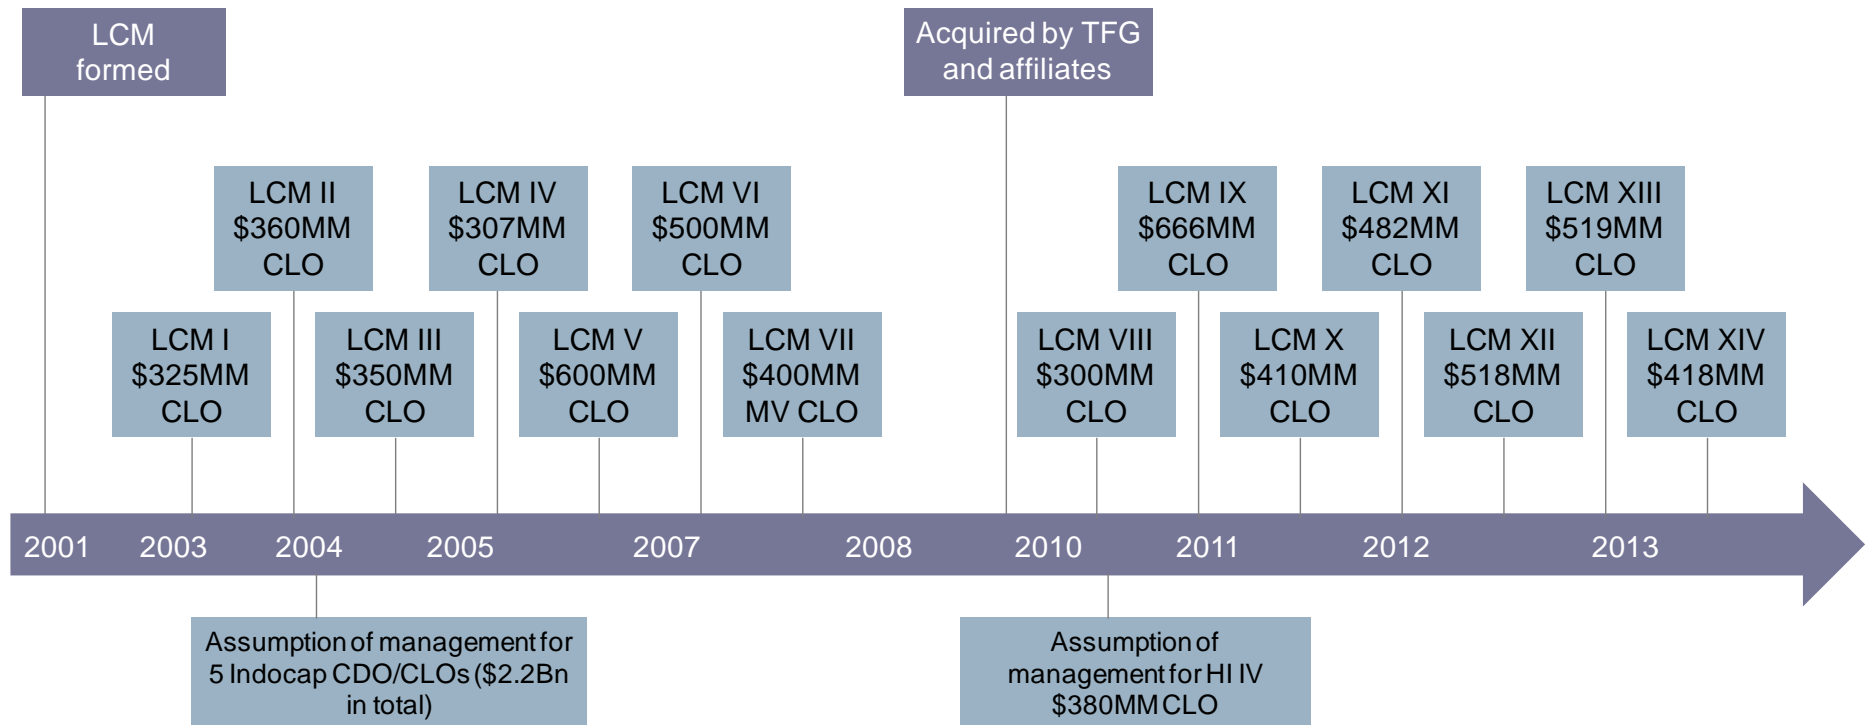 LCM
formed
Acquired by TFG
and affiliates
LCM II
$360MM
CLO
LCM IV
$307MM
CLO
LCM VI
$500MM
CLO
LCM IX
$666MM
CLO
LCM XI
$482MM
CLO
LCM XIII
$519MM
CLO
LCM I
$325MM
CLO
LCM III
$350MM
CLO
LCM V
$600MM
CLO
LCM VII
$400MM
MV CLO
LCM VIII
$300MM
CLO
LCM X
$410MM
CLO
LCM XII
$518MM
CLO
LCM XIV
$418MM
CLO
2001 2003 2004 2005 2007 2008 2010 2011 2012 2013
Assumption of management for
5 Indocap CDO/CLOs ($2.2Bn
in total)
Assumption of
management for HI IV
$380MM CLO